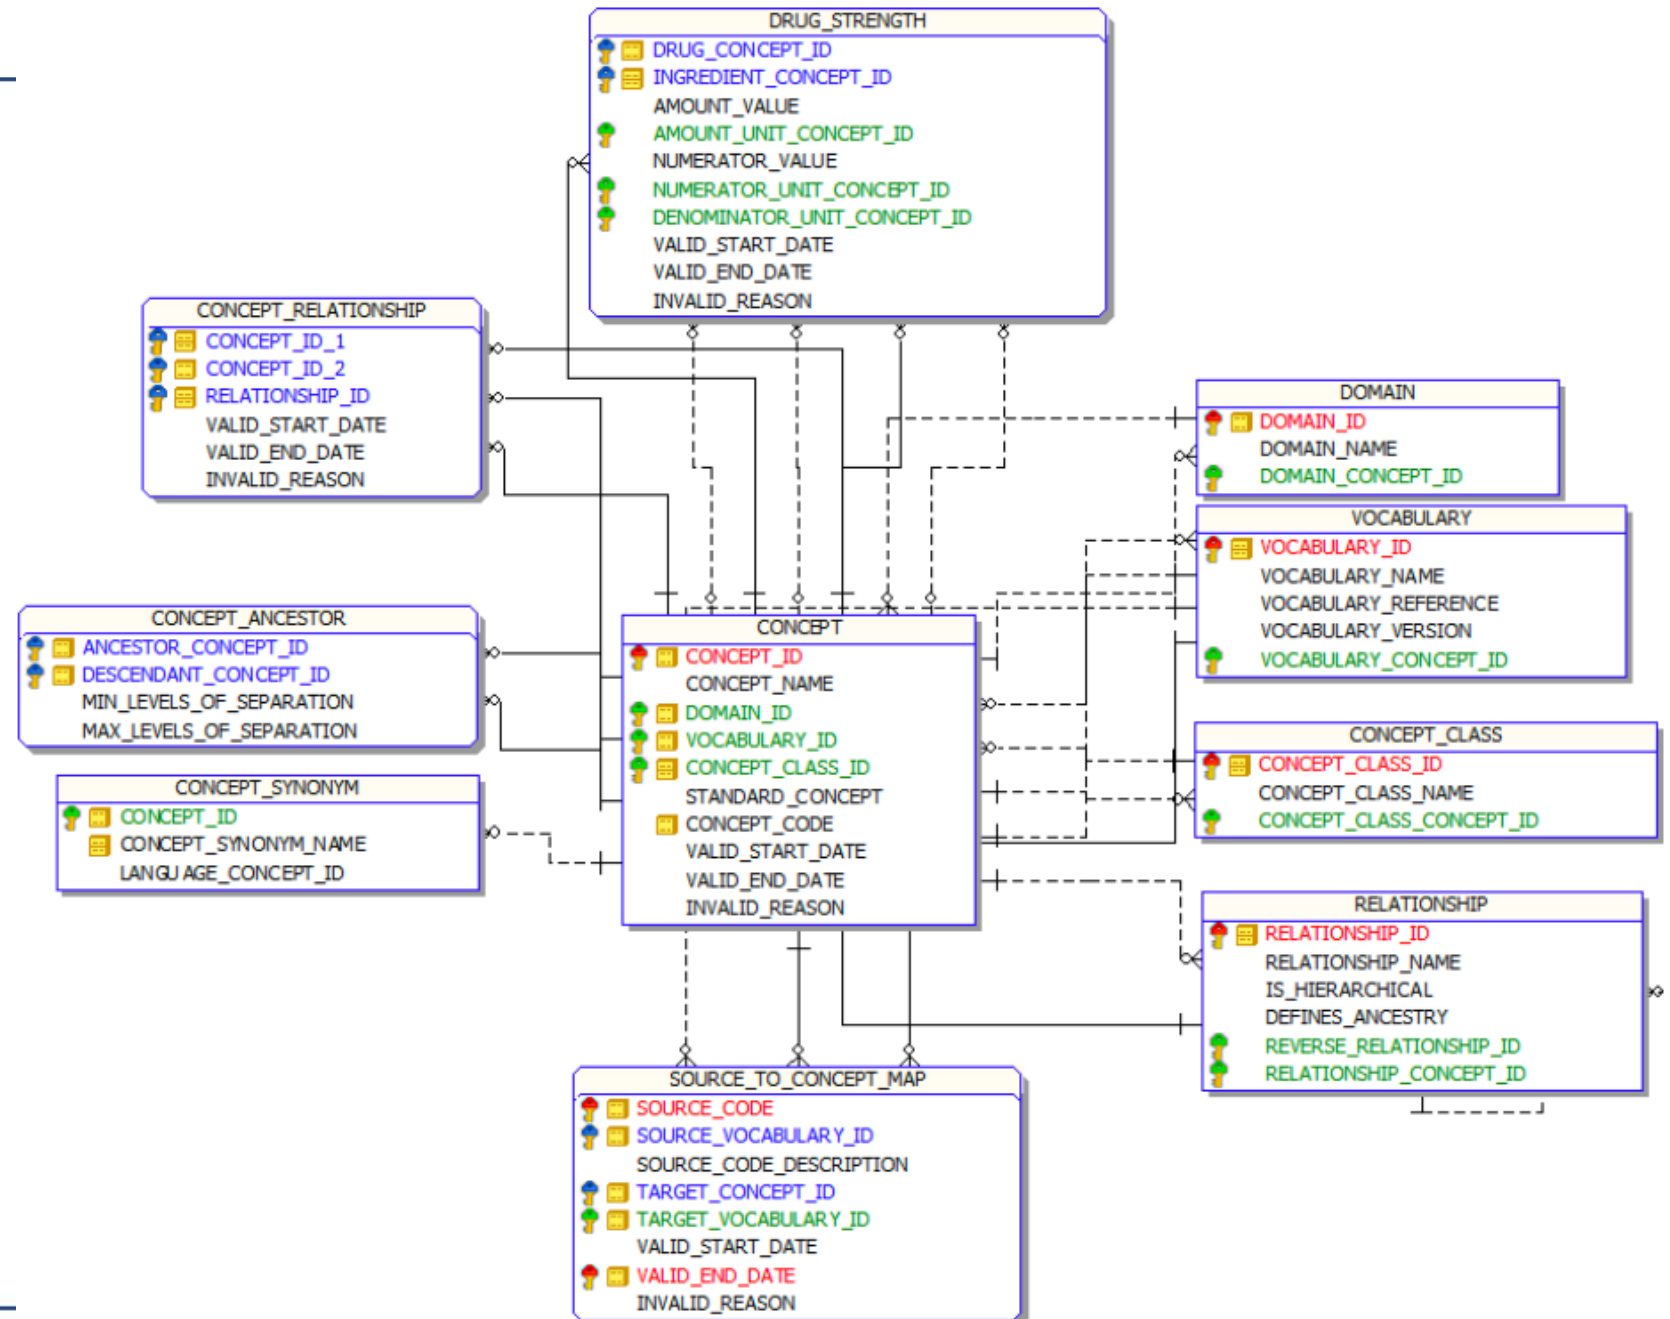 DRUG_STRENGTH
DRUG_CONCEPT_ID
INGREDIENT_CONCEPT_ID
AMOUNT_VALUE
AMOUNT_UNIT_CONCEPT_ID
NUMERATOR_VALUE
NUMERATOR_UNIT_CONCEPT_ID
DENOMINATOR_UNIT_CONCEPT_ID
VALID_START_DATE
VALID_END_DATE
INVALID_REASON
CONCEPT_RELATIONSHIP
CONCEPT_ID_1
CONCEPT_ID_2
RELATIONSHIP_ID
VALID_START_DATE
VALID_END_DATE
INVALID_REASON
DOMAIN
DOMAIN_ID
DOMAIN_NAME
DOMAIN_CONCEPT_ID
VOCABULARY
VOCABULARY_ID
VOCABULARY_NAME
VOCABULARY_REFERENCE
VOCABULARY_VERSION
VOCABULARY_CONCEPT_ID
CONCEPT_ANCESTOR
ANCESTOR_CONCEPT_ID
DESCENDANT_CONCEPT_ID
MIN_LEVELS_OF_SEPARATION
MAX_LEVELS_OF_SEPARATION
CONCEPT
CONCEPT_ID
CONCEPT_NAME
DOMAIN_ID
VOCABULARY_ID
CONCEPT_CLASS_ID
STANDARD_CONCEPT
CONCEPT_CODE
VALID_START_DATE
VALID_END_DATE
INVALID_REASON
CONCEPT_CLASS
CONCEPT_CLASS_ID
CONCEPT_CLASS_NAME
CONCEPT_CLASS_CONCEPT_ID
CONCEPT_SYNONYM
CONCEPT_ID
CONCEPT_SYNONYM_NAME
LANGUAGE_CONCEPT_ID
RELATIONSHIP
RELATIONSHIP_ID
RELATIONSHIP_NAME
IS_HIERARCHICAL
DEFINES_ANCESTRY
REVERSE_RELATIONSHIP_ID
RELATIONSHIP_CONCEPT_ID
SOURCE_TO_CONCEPT_MAP
SOURCE_CODE
SOURCE_VOCABULARY_ID
SOURCE_CODE_DESCRIPTION
TARGET_CONCEPT_ID
TARGET_VOCABULARY_ID
VALID_START_DATE
VALID_END_DATE
INVALID_REASON